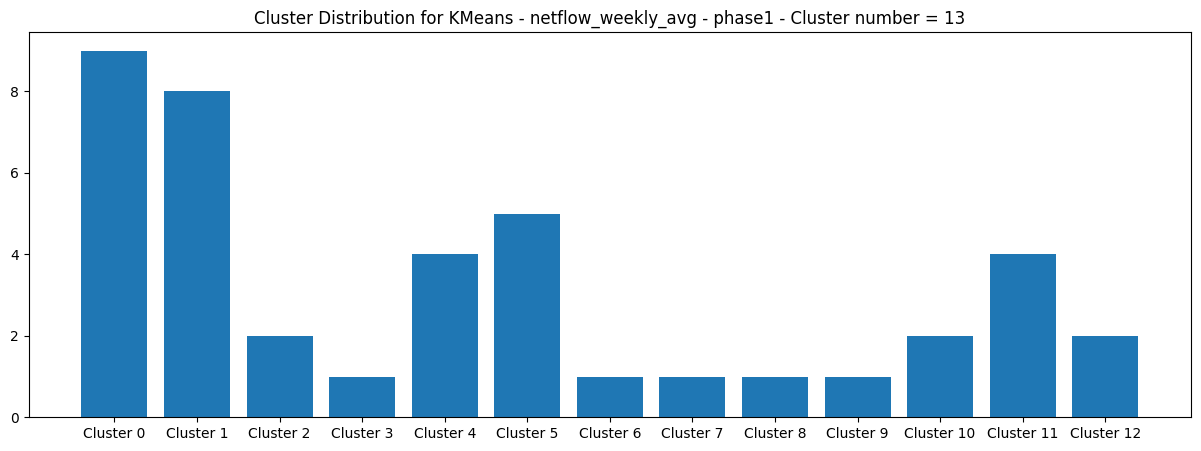 Cluster Distribution for KMeans - netflow_weekly_avg - phase1 - Cluster number = 13
8
6
4
2
0
Cluster 0 Cluster 1 Cluster 2 Cluster 3 Cluster 4 Cluster 5 Cluster 6 Cluster 7 Cluster 8 Cluster 9 Cluster 10 Cluster 11 Cluster 12